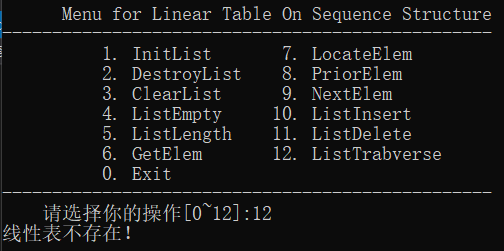 Menu for Linear Table On Sequence Structure
-------------------------------------------------
1. InitList 7. LocateElem
2. DestroyList 8. PriorElem
3. ClearList 9. NextElem
4. ListEmpty 10. ListInsert
5. ListLength 11. ListDelete
6. GetElem 12. ListTrabverse
0. Exit
-------------------------------------------------
请选择你的操作[0~12]:12
线性表不存在!